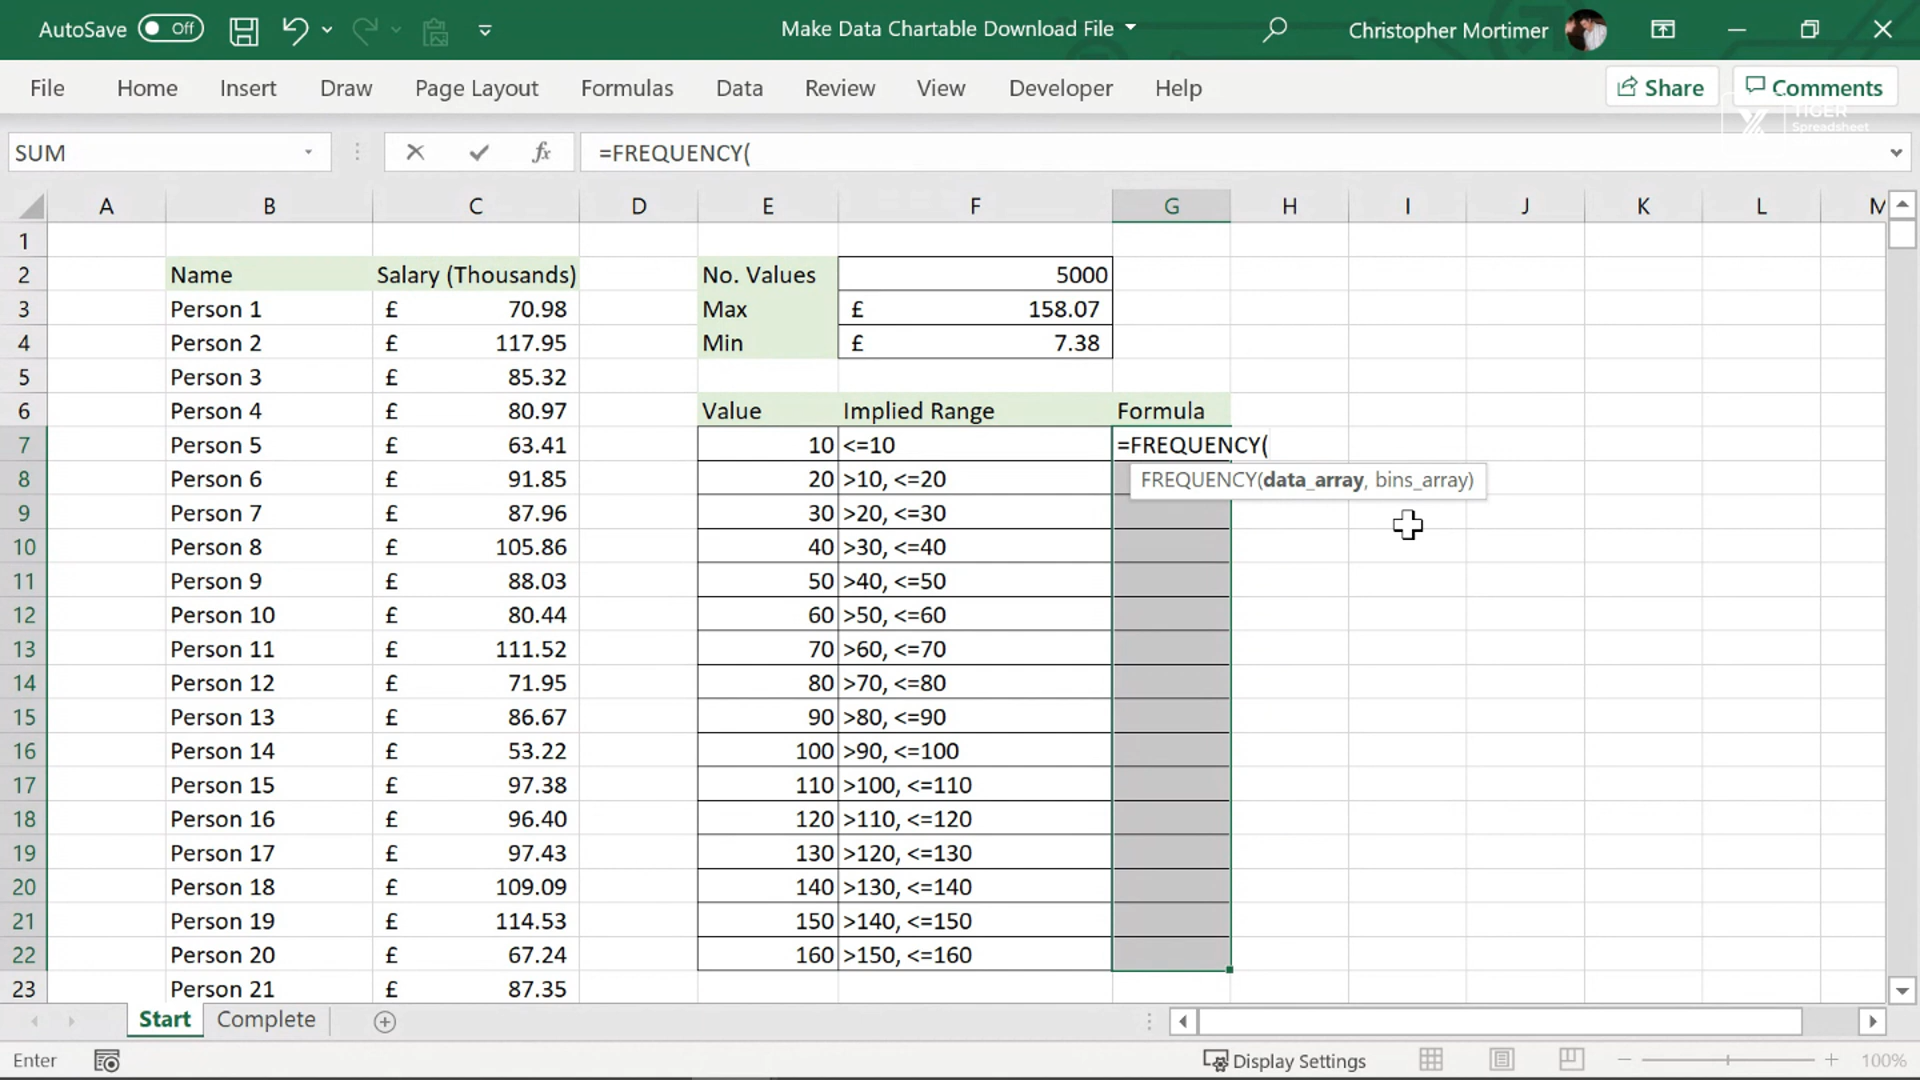 AutoSave Off Make Data Chartable Download File Christopher Mortimer
File Home Insert Draw Page Layout Formulas Data Review View Developer Help Share Comments
TIGER
Spreadsheet
SUM fx =FREQUENCY(
A B C D E F G H I J K L M
1
2 Name Salary (Thousands) No. Values 5000
3 Person 1 £ 70.98 Max £ 158.07
4 Person 2 £ 117.95 Min £ 7.38
5 Person 3 £ 85.32
6 Person 4 £ 80.97 Value Implied Range Formula
7 Person 5 £ 63.41 10 <=10 =FREQUENCY(
8 Person 6 £ 91.85 20 >10, <=20 FREQUENCY(data_array, bins_array)
9 Person 7 £ 87.96 30 >20, <=30
10 Person 8 £ 105.86 40 >30, <=40
11 Person 9 £ 88.03 50 >40, <=50
12 Person 10 £ 80.44 60 >50, <=60
13 Person 11 £ 111.52 70 >60, <=70
14 Person 12 £ 71.95 80 >70, <=80
15 Person 13 £ 86.67 90 >80, <=90
16 Person 14 £ 53.22 100 >90, <=100
17 Person 15 £ 97.38 110 >100, <=110
18 Person 16 £ 96.40 120 >110, <=120
19 Person 17 £ 97.43 130 >120, <=130
20 Person 18 £ 109.09 140 >130, <=140
21 Person 19 £ 114.53 150 >140, <=150
22 Person 20 £ 67.24 160 >150, <=160
23 Person 21 £ 87.35
Start Complete
Enter Display Settings 100%